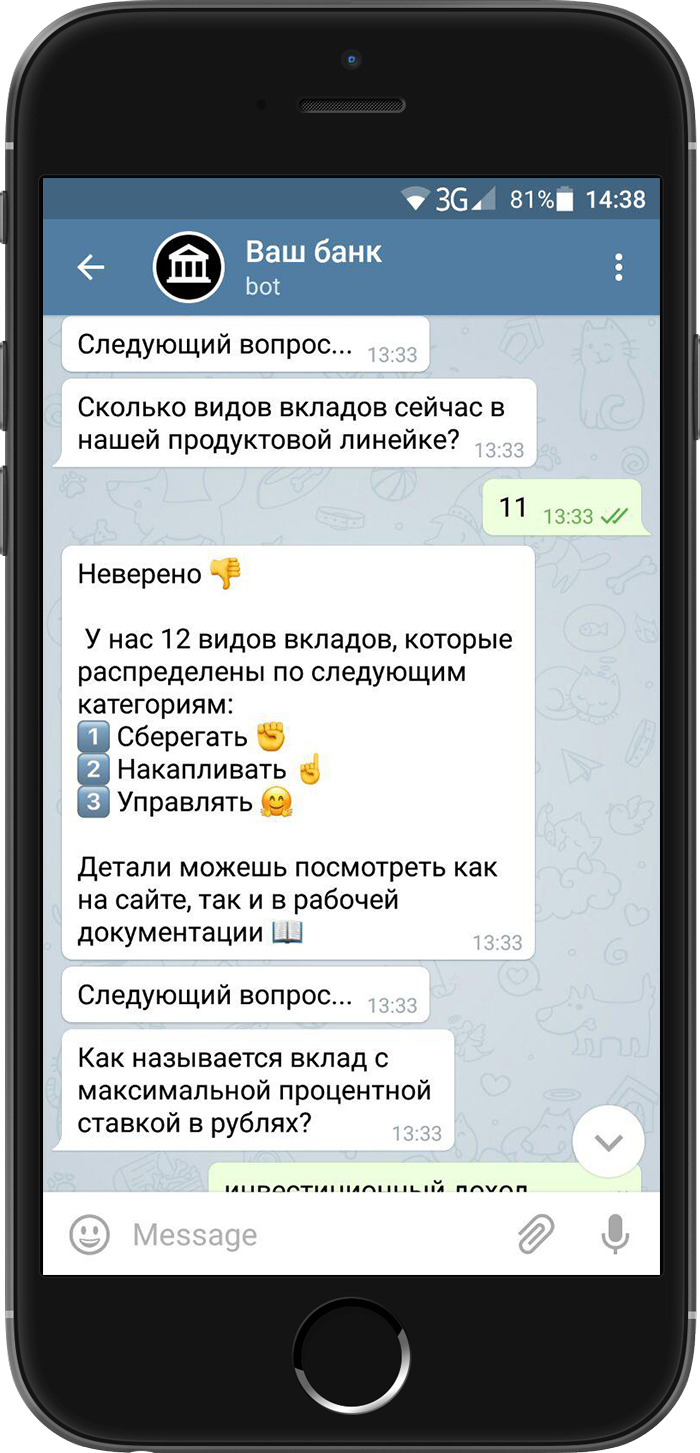 3G 81% 14:38
Ваш банк
bot
Следующий вопрос... 13:33
Сколько видов вкладов сейчас в
нашей продуктовой линейке? 13:33
11 13:33
Неверено 👎
У нас 12 видов вкладов, которые
распределены по следующим
категориям:
1️⃣ Сберегать ✊
2️⃣ Накапливать ☝
3️⃣ Управлять 🤗
Детали можешь посмотреть как
на сайте, так и в рабочей
документации 📖 13:33
Следующий вопрос... 13:33
Как называется вклад с
максимальной процентной
ставкой в рублях? 13:33
инвестиционный доход
Message